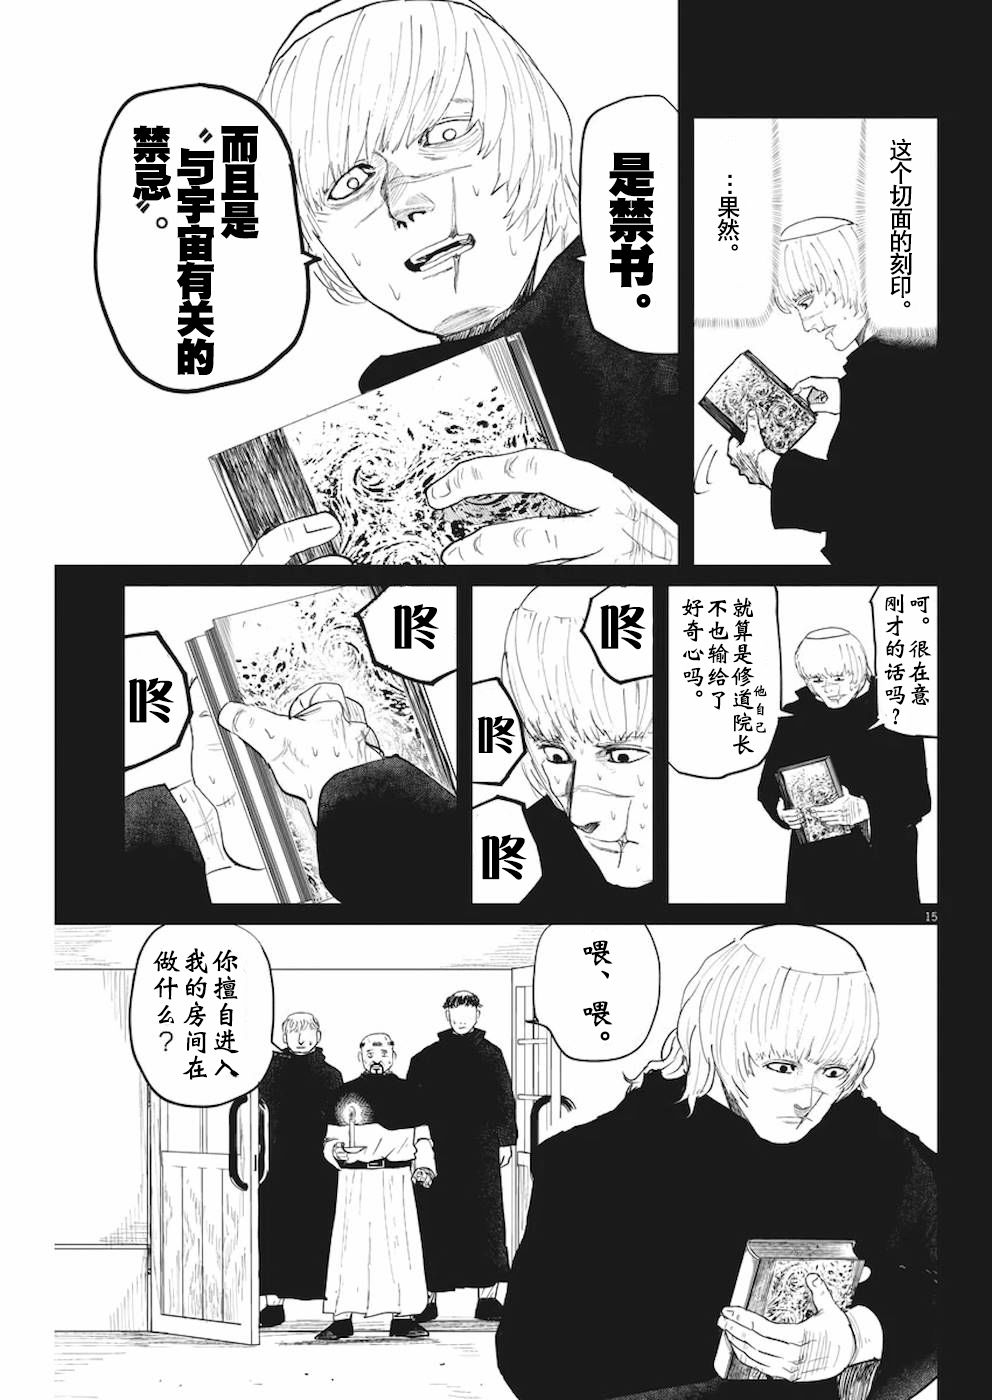 这个切面的刻印。
…果然。
是禁书。
而且是
〝与宇宙有关的
禁忌〞。
呵。很在意
刚才的话吗？
就算是修道院长
他自己
不也输给了
好奇心吗。
咚
咚
咚
咚
咚
15
喂、喂。
你擅自进入
我的房间在
做什么？